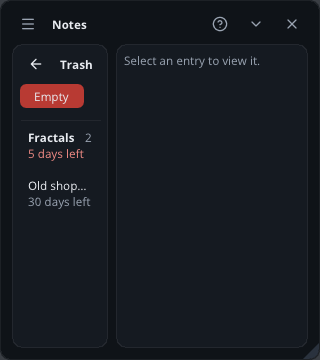 Notes
Trash
Empty
Fractals 2
5 days left
Old shop...
30 days left
Select an entry to view it.